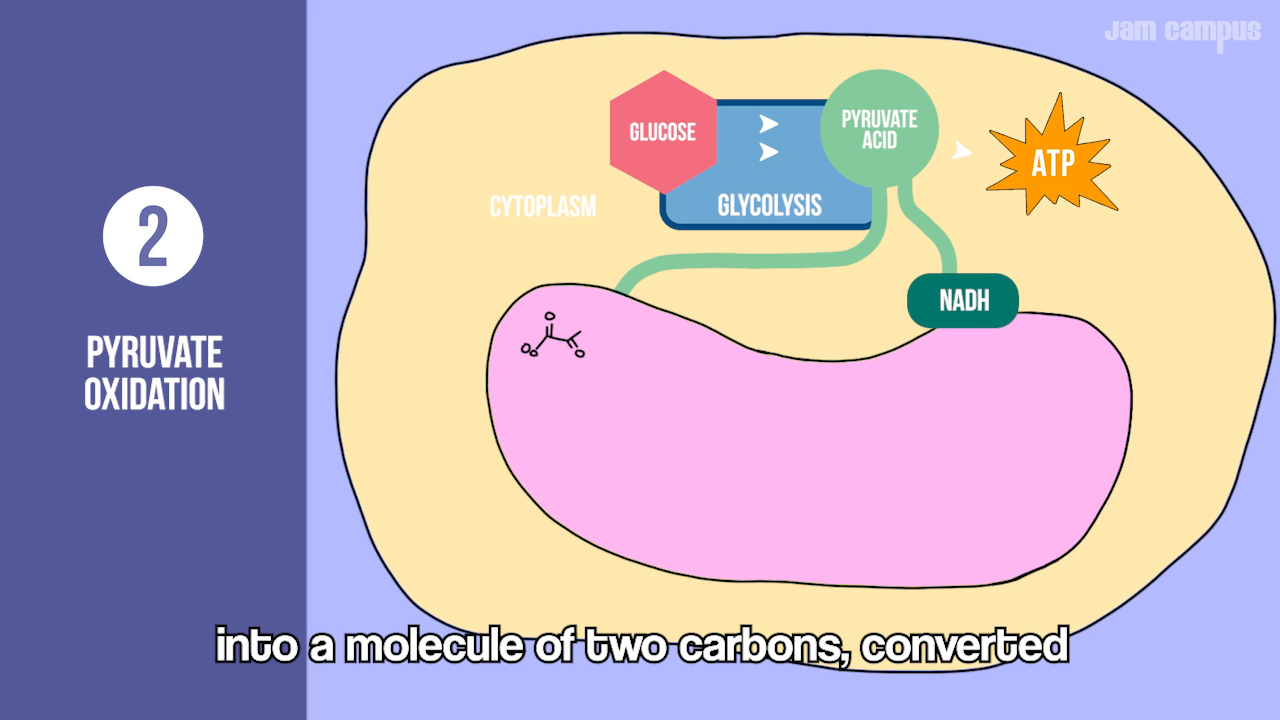 Jam campus
2
PYRUVATE
OXIDATION
GLUCOSE
PYRUVATE
ACID
ATP
CYTOPLASM
GLYCOLYSIS
NADH
O
O
O
O
into a molecule of two carbons, converted